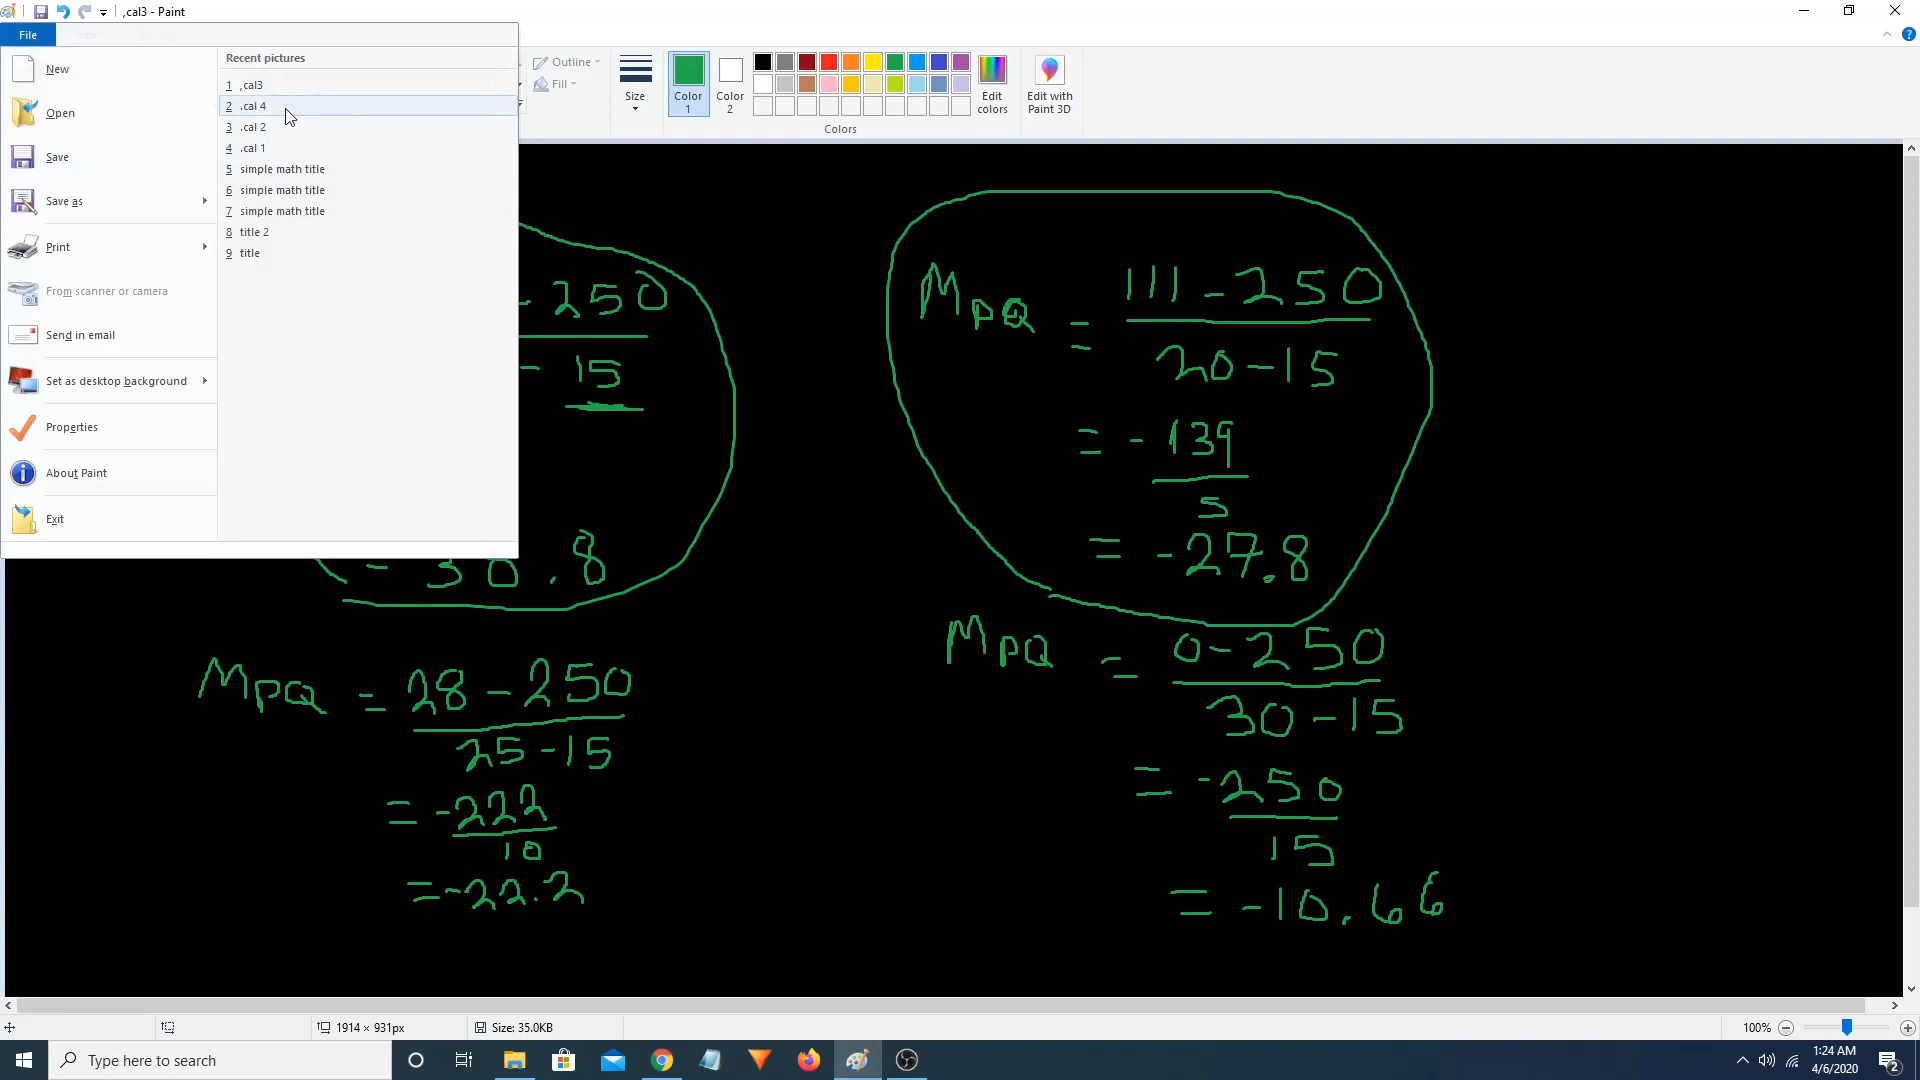 ,cal3 - Paint
File
New
Open
Save
Save as
Print
From scanner or camera
Send in email
Set as desktop background
Properties
About Paint
Exit
Recent pictures
1 ,cal3
2 .cal 4
3 .cal 2
4 .cal 1
5 simple math title
6 simple math title
7 simple math title
8 title 2
9 title
Outline
Fill
Size
Color 1
Color 2
Edit colors
Edit with Paint 3D
Colors
- 250
- 15
- 30.8
MPQ = 111 - 250
20 - 15
= - 139
5
= -27.8
MPQ = 28 - 250
25 - 15
= -222
10
= -22.2
MPQ = 0 - 250
30 - 15
= -250
15
= -10.66
1914 × 931px
Size: 35.0KB
100%
Type here to search
1:24 AM
4/6/2020
2